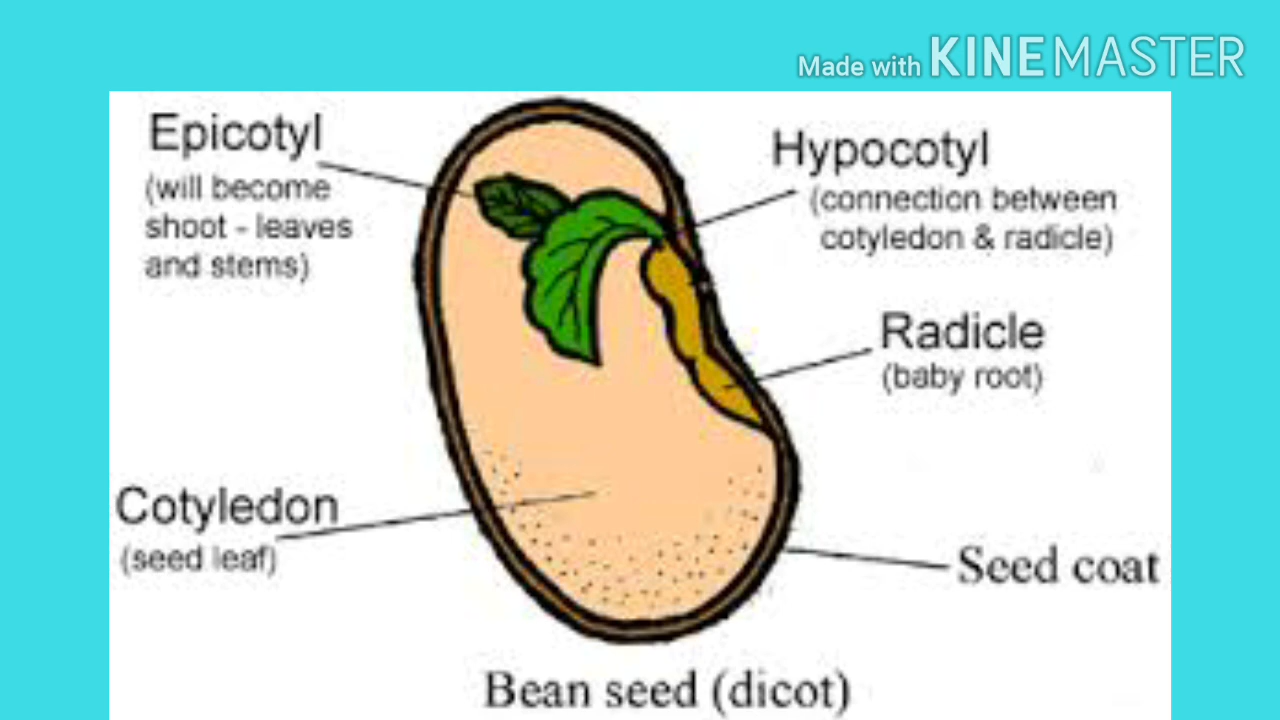 Made with KINEMASTER
Epicotyl
(will become
shoot - leaves
and stems)
Hypocotyl
(connection between
cotyledon & radicle)
Radicle
(baby root)
Cotyledon
(seed leaf)
Seed coat
Bean seed (dicot)